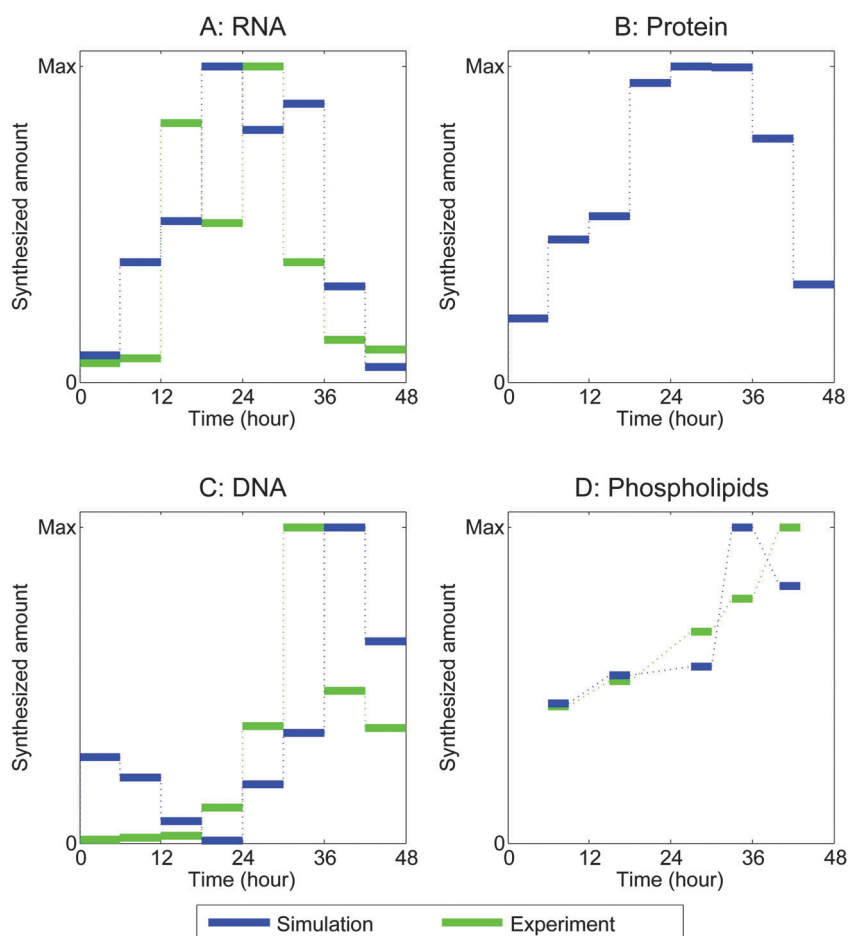 A: RNA
Max
Synthesized amount
0
0 12 24 36 48
Time (hour)
B: Protein
Max
Synthesized amount
0
0 12 24 36 48
Time (hour)
C: DNA
Max
Synthesized amount
0
0 12 24 36 48
Time (hour)
D: Phospholipids
Max
Synthesized amount
0
0 12 24 36 48
Time (hour)
Simulation Experiment